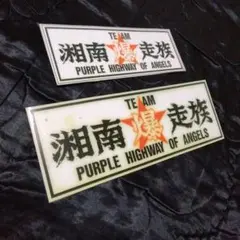 TEAM
湘南爆走族
PURPLE HIGHWAY OF ANGELS
TEAM
湘南爆走族
PURPLE HIGHWAY OF ANGELS